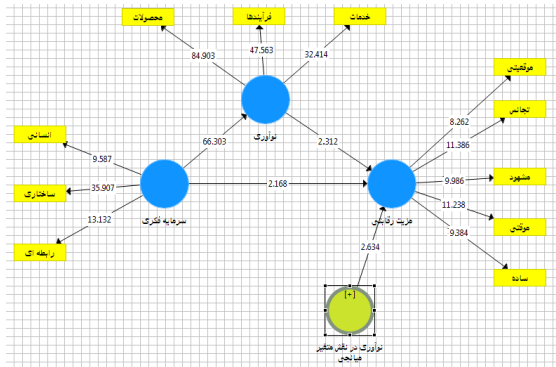 محصولات
فرآیندها
خدمات
84.903
47.563
32.414
نوآوری
موقعیتی
تجانس
مشهود
موقتی
ساده
8.262
11.386
9.986
11.238
9.384
انسانی
ساختاری
رابطه ای
9.587
35.907
13.132
سرمایه فکری
66.303
2.312
2.168
مزیت رقابتی
2.634
[+]
نوآوری در نقش متغیر
میانجی